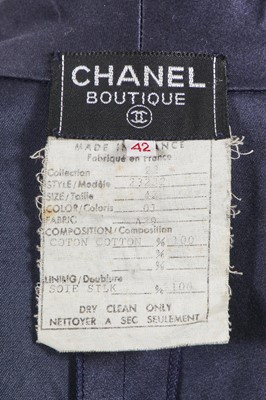 CHANEL
BOUTIQUE
42
MADE IN FRANCE
Fabriqué en France
Collection
STYLE/Modèle
SIZE/Taille
COLOR/Coloris 03
FABRIC
COMPOSITION/Composition
COTON COTTON % 100
%
%
LINING/Doublure
SOIE SILK % 100
DRY CLEAN ONLY
NETTOYER A SEC SEULEMENT